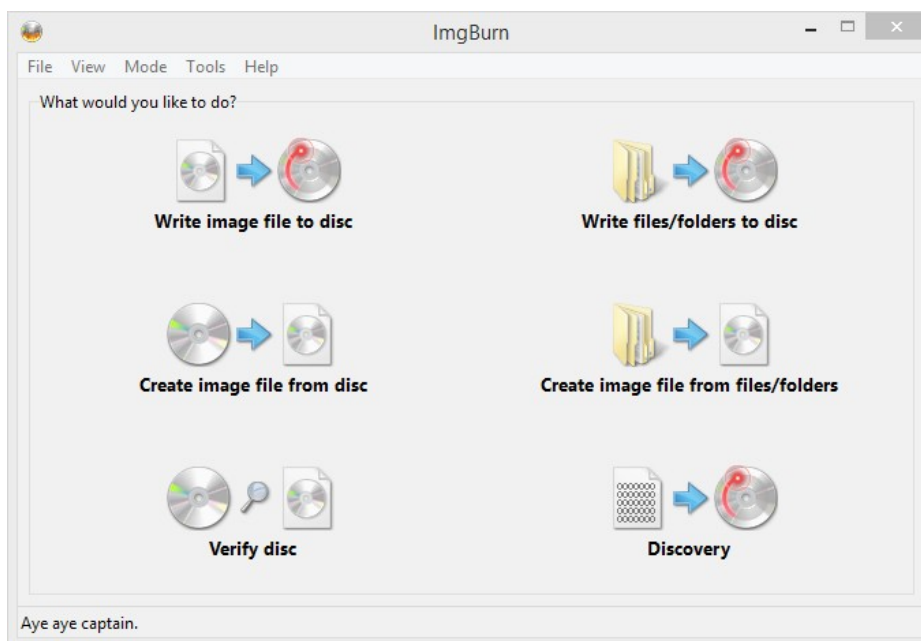 ImgBurn
File View Mode Tools Help
What would you like to do?
Write image file to disc
Write files/folders to disc
Create image file from disc
Create image file from files/folders
Verify disc
Discovery
Aye aye captain.